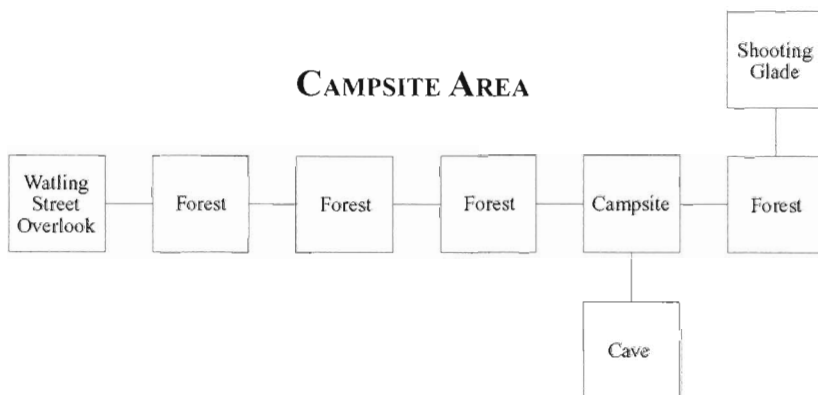 Shooting
Glade
CAMPSITE AREA
Watling
Street
Overlook
Forest
Forest
Forest
Campsite
Forest
Cave